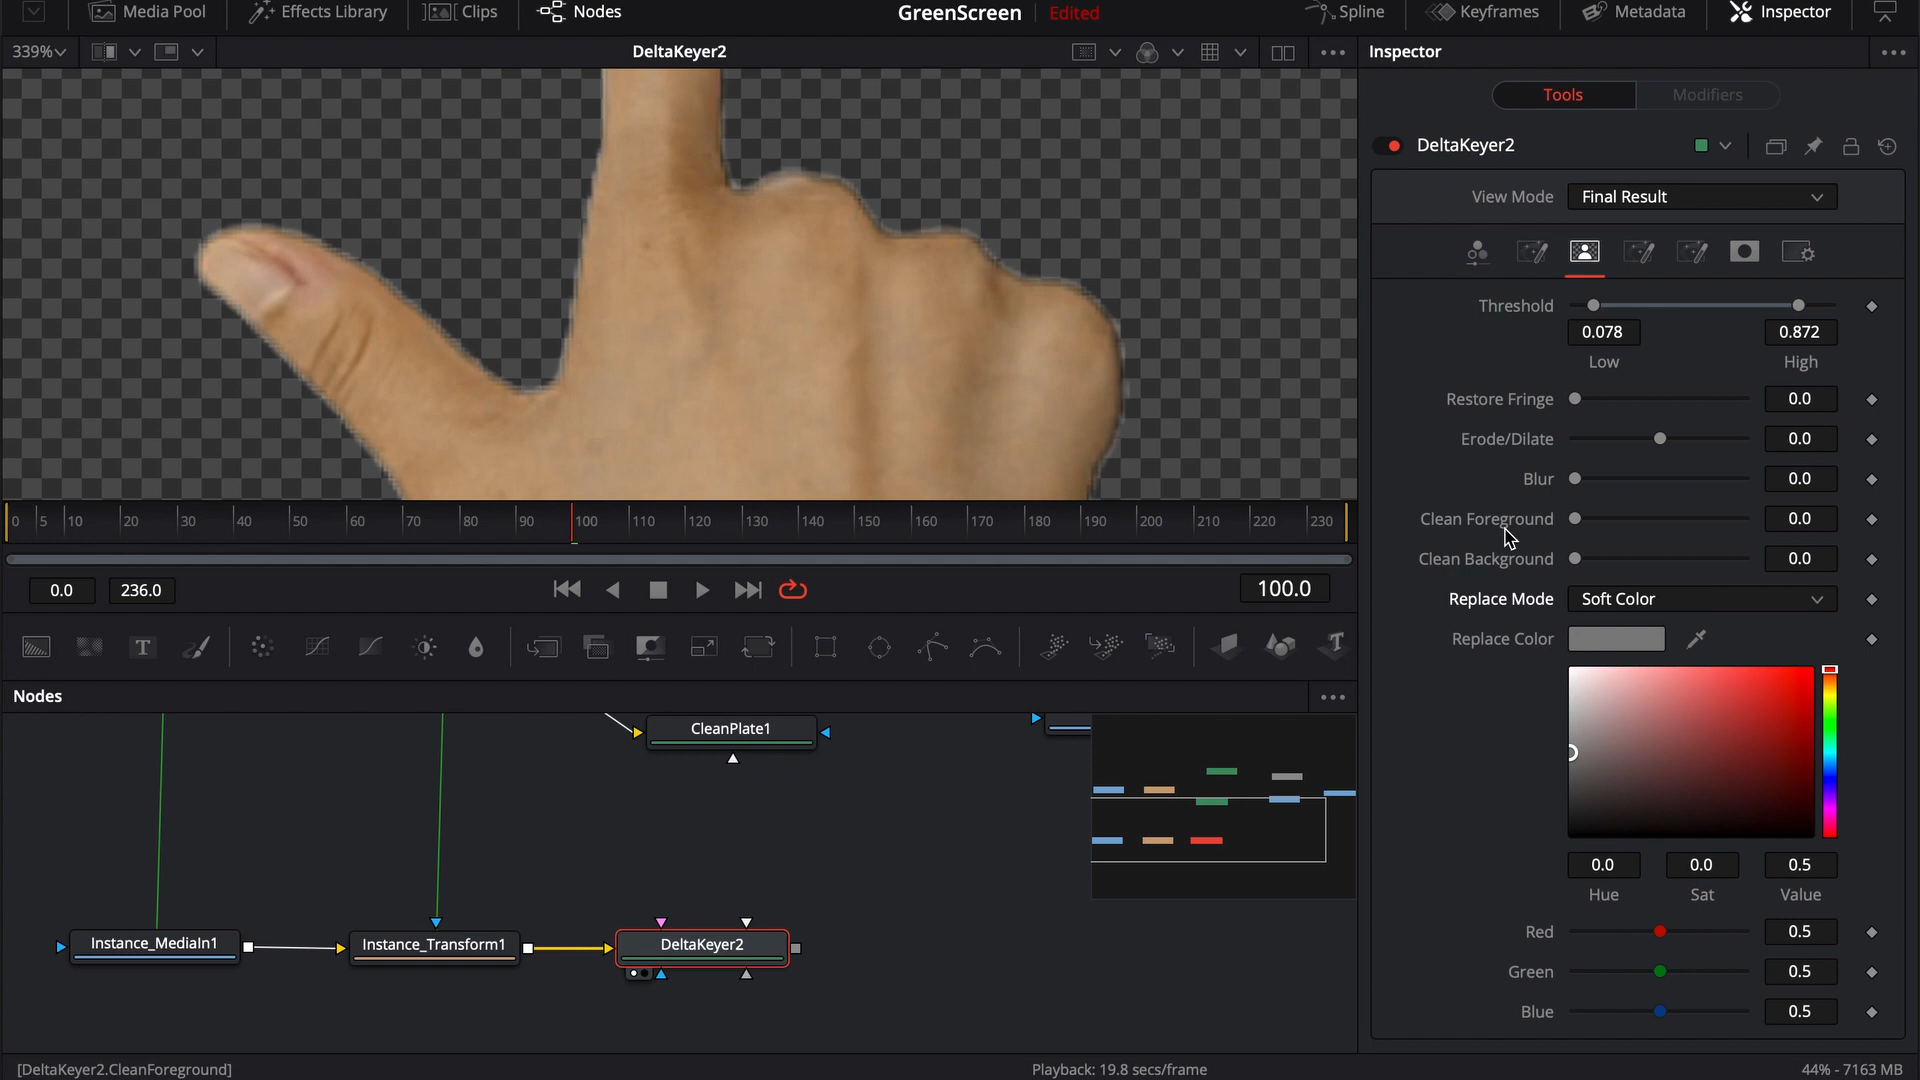 Media Pool Effects Library Clips Nodes GreenScreen Edited Spline Keyframes Metadata Inspector
339% DeltaKeyer2 Inspector
Tools Modifiers
DeltaKeyer2
View Mode Final Result
Threshold
0.078 0.872
Low High
Restore Fringe 0.0
Erode/Dilate 0.0
Blur 0.0
Clean Foreground 0.0
Clean Background 0.0
Replace Mode Soft Color
Replace Color
0.0 0.0 0.5
Hue Sat Value
Red 0.5
Green 0.5
Blue 0.5
0 5 10 20 30 40 50 60 70 80 90 100 110 120 130 140 150 160 170 180 190 200 210 220 230
0.0 236.0 100.0
T T
Nodes
CleanPlate1
Instance_MediaIn1 Instance_Transform1 DeltaKeyer2
[DeltaKeyer2.CleanForeground] Playback: 19.8 secs/frame 44% - 7163 MB